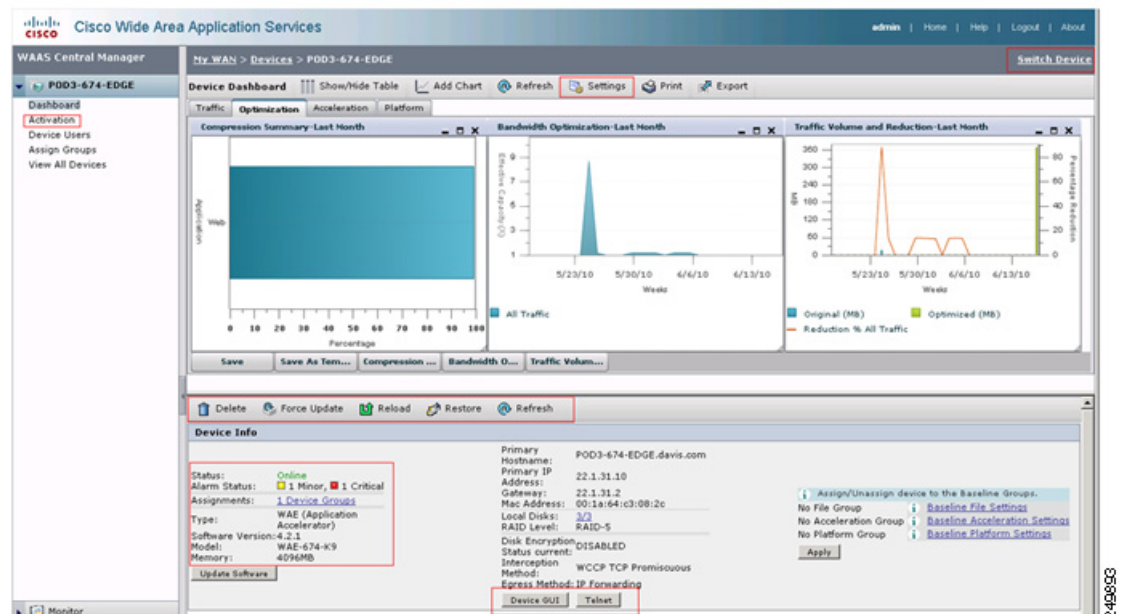 cisco Cisco Wide Area Application Services
admin | Home | Help | Logout | About
WAAS Central Manager
My WAN > Devices > POD3-674-EDGE
Switch Device
POD3-674-EDGE
Dashboard
Activation
Device Users
Assign Groups
View All Devices
Monitor
Device Dashboard Show/Hide Table Add Chart Refresh Settings Print Export
Traffic Optimization Acceleration Platform
Compression Summary-Last Month
Application
Web
0 10 20 30 40 50 60 70 80 90 100
Percentage
Bandwidth Optimization-Last Month
Effective Capacity (X)
9
7
5
3
1
5/23/10 5/30/10 6/6/10 6/13/10
Weeks
All Traffic
Traffic Volume and Reduction-Last Month
MB
360
300
240
180
120
60
0
Percentage Reduction
80
60
40
20
0
5/23/10 5/30/10 6/6/10 6/13/10
Weeks
Original (MB) Optimized (MB)
Reduction % All Traffic
Save Save As Tem... Compression ... Bandwidth O... Traffic Volum...
Delete Force Update Reload Restore Refresh
Device Info
Status: Online
Alarm Status: 1 Minor, 1 Critical
Assignments: 1 Device Groups
Type: WAE (Application Accelerator)
Software Version: 4.2.1
Model: WAE-674-K9
Memory: 4096MB
Update Software
Primary Hostname: POD3-674-EDGE.davis.com
Primary IP Address: 22.1.31.10
Gateway: 22.1.31.2
Mac Address: 00:1a:64:c3:08:2c
Local Disks: 3/3
RAID Level: RAID-5
Disk Encryption Status current: DISABLED
Interception Method: WCCP TCP Promiscuous
Egress Method: IP Forwarding
Device GUI Telnet
Assign/Unassign device to the Baseline Groups.
No File Group Baseline File Settings
No Acceleration Group Baseline Acceleration Settings
No Platform Group Baseline Platform Settings
Apply
249893